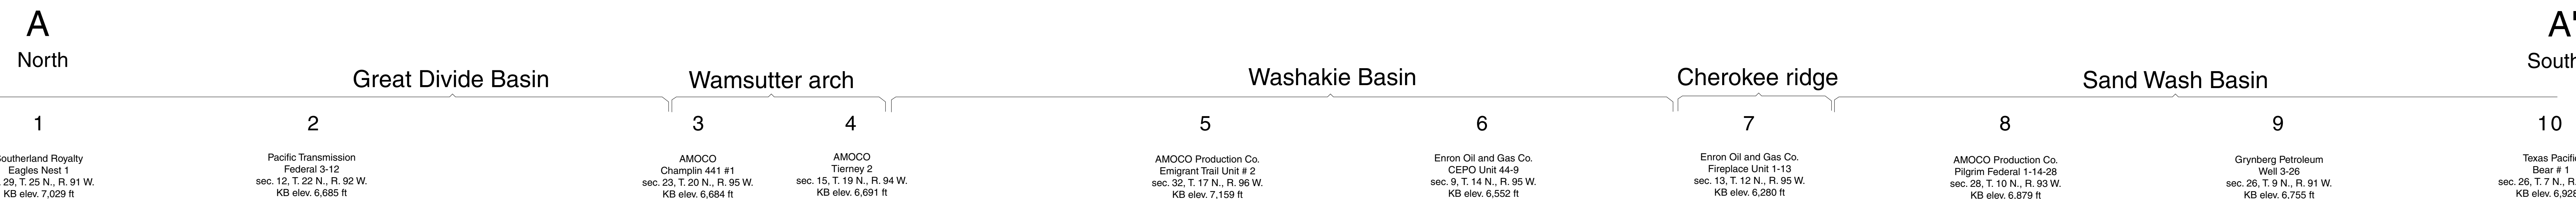 A
North
A'
South
Great Divide Basin
Wamsutter arch
Washakie Basin
Cherokee ridge
Sand Wash Basin
1
2
3
4
5
6
7
8
9
10
outherland Royalty
Eagles Nest 1
29, T. 25 N., R. 91 W.
KB elev. 7,029 ft
Pacific Transmission
Federal 3-12
sec. 12, T. 22 N., R. 92 W.
KB elev. 6,685 ft
AMOCO
Champlin 441 #1
sec. 23, T. 20 N., R. 95 W.
KB elev. 6,684 ft
AMOCO
Tierney 2
sec. 15, T. 19 N., R. 94 W.
KB elev. 6,691 ft
AMOCO Production Co.
Emigrant Trail Unit # 2
sec. 32, T. 17 N., R. 96 W.
KB elev. 7,159 ft
Enron Oil and Gas Co.
CEPO Unit 44-9
sec. 9, T. 14 N., R. 95 W.
KB elev. 6,552 ft
Enron Oil and Gas Co.
Fireplace Unit 1-13
sec. 13, T. 12 N., R. 95 W.
KB elev. 6,280 ft
AMOCO Production Co.
Pilgrim Federal 1-14-28
sec. 28, T. 10 N., R. 93 W.
KB elev. 6.879 ft
Grynberg Petroleum
Well 3-26
sec. 26, T. 9 N., R. 91 W.
KB elev. 6.755 ft
Texas Pacific
Bear # 1
sec. 26, T. 7 N., R.
KB elev. 6,928